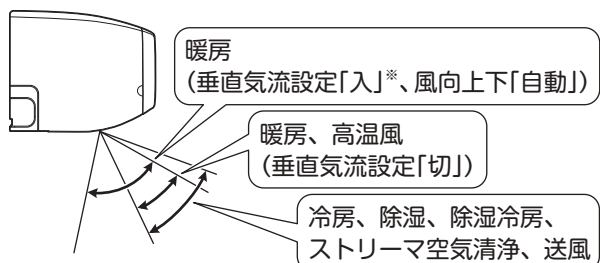 暖房
(垂直気流設定「入」※、風向上下「自動」)
暖房、高温風
(垂直気流設定「切」)
冷房、除湿、除湿冷房、
ストリーマ空気清浄、送風